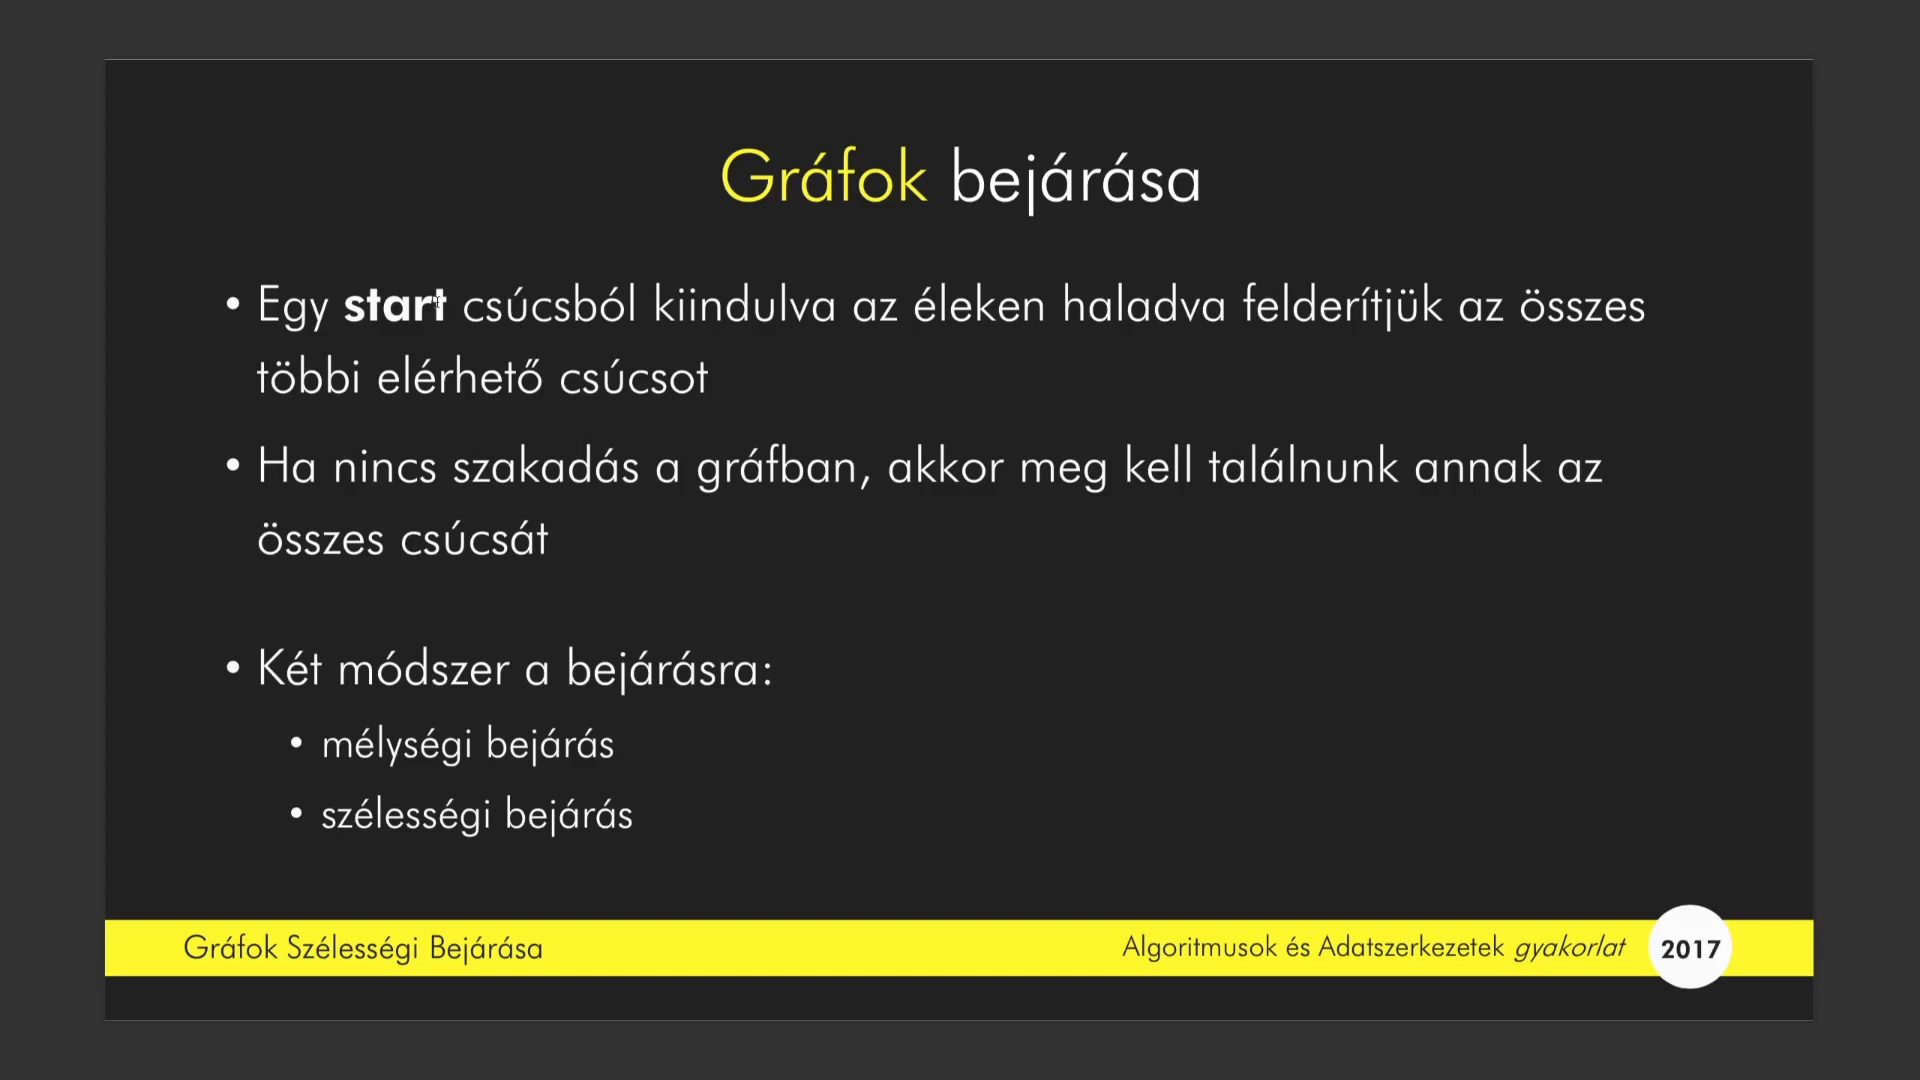 Gráfok bejárása
• Egy start csúcsból kiindulva az éleken haladva felderítjük az összes
többi elérhető csúcsot
• Ha nincs szakadás a gráfban, akkor meg kell találnunk annak az
összes csúcsát
• Két módszer a bejárásra:
• mélységi bejárás
• szélességi bejárás
Gráfok Szélességi Bejárása
Algoritmusok és Adatszerkezetek gyakorlat
2017